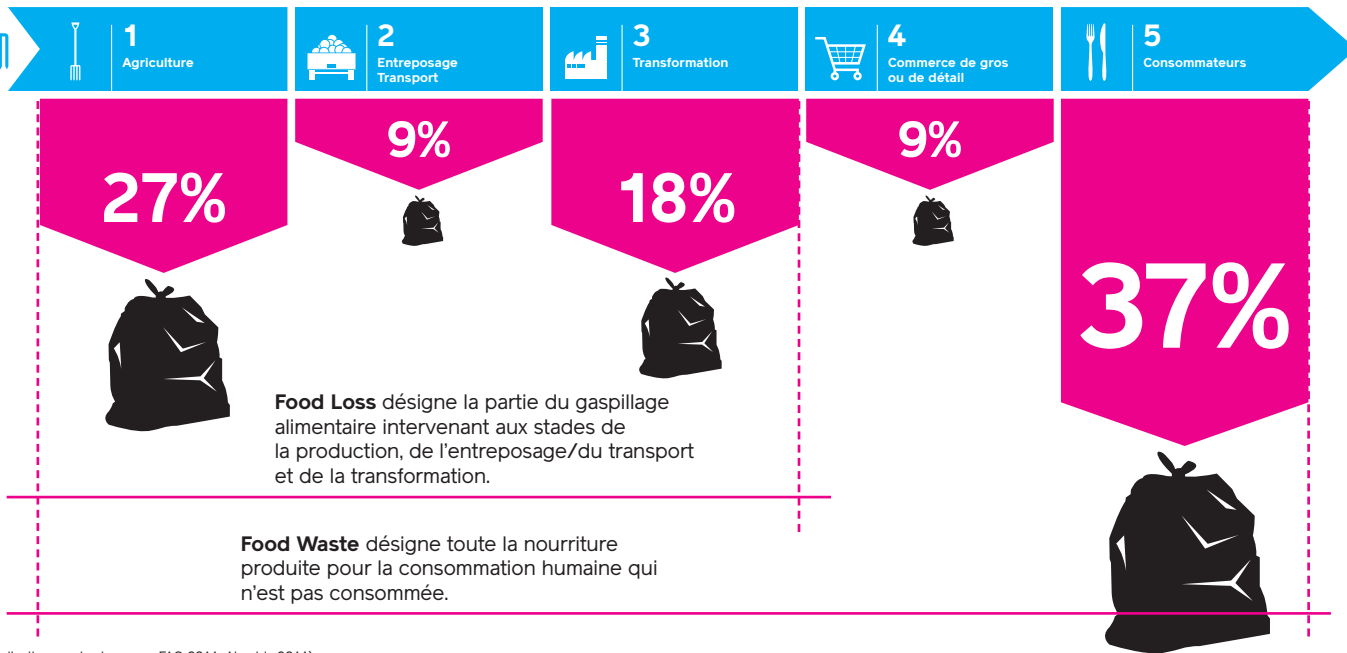 1
Agriculture
2
Entreposage
Transport
3
Transformation
4
Commerce de gros
ou de détail
5
Consommateurs
27%
9%
18%
9%
37%
Food Loss désigne la partie du gaspillage
alimentaire intervenant aux stades de
la production, de l'entreposage/du transport
et de la transformation.
Food Waste désigne toute la nourriture
produite pour la consommation humaine qui
n'est pas consommée.